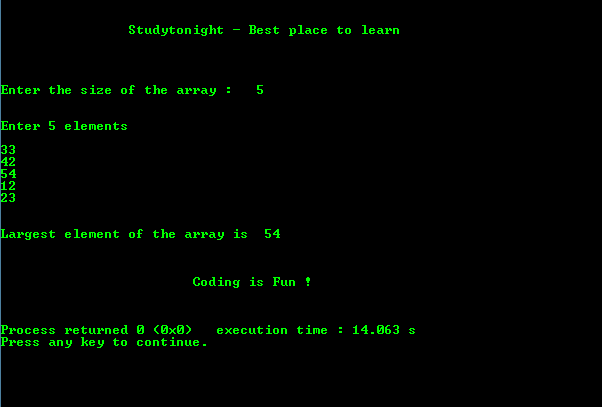 Studytonight - Best place to learn
Enter the size of the array :   5
Enter 5 elements
33
42
54
12
23
Largest element of the array is  54
Coding is Fun !
Process returned 0 (0x0)   execution time : 14.063 s
Press any key to continue.